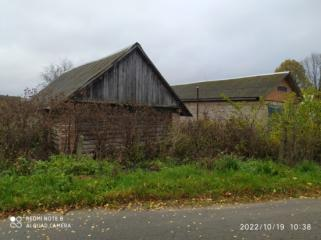 REDMI NOTE 8
AI QUAD CAMERA
2022/10/19 10:38